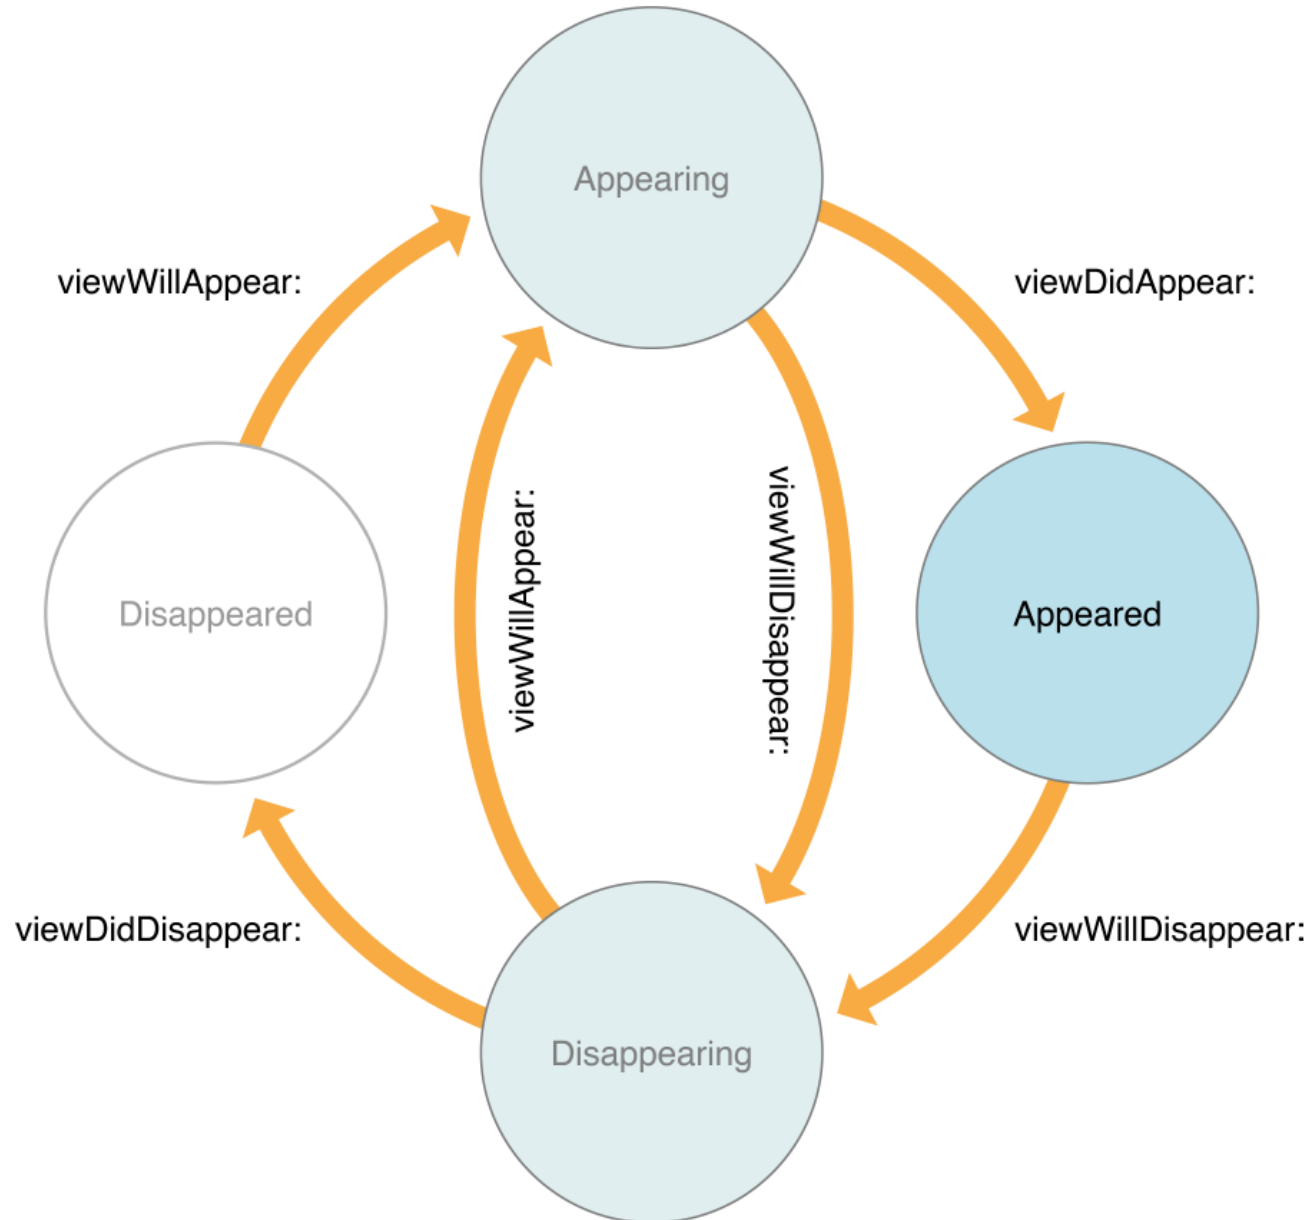 Appearing
viewWillAppear:
viewDidAppear:
viewWillAppear:
viewWillDisappear:
Disappeared
Appeared
viewDidDisappear:
viewWillDisappear:
Disappearing